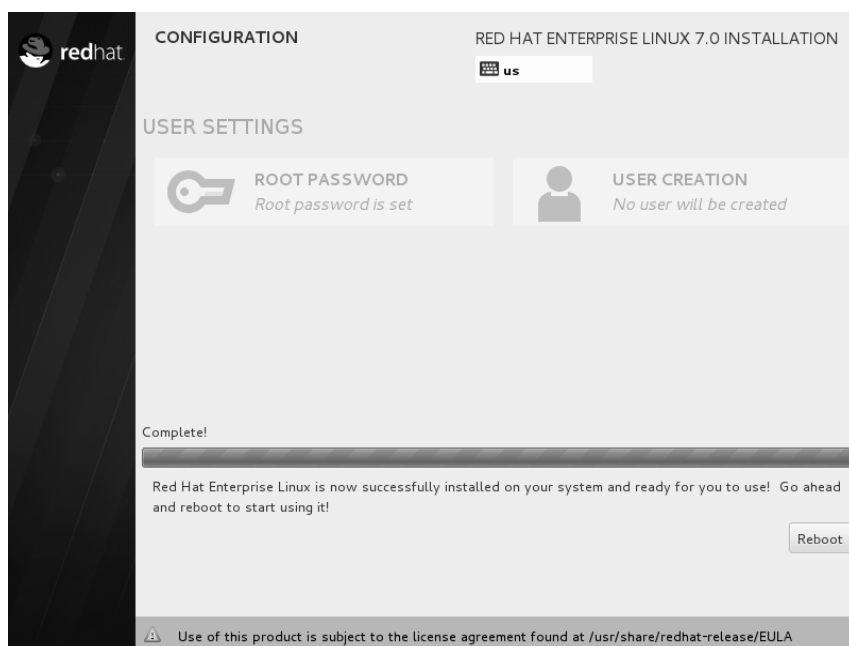 redhat.
CONFIGURATION
RED HAT ENTERPRISE LINUX 7.0 INSTALLATION
us
USER SETTINGS
ROOT PASSWORD
Root password is set
USER CREATION
No user will be created
Complete!
Red Hat Enterprise Linux is now successfully installed on your system and ready for you to use! Go ahead
and reboot to start using it!
Reboot
Use of this product is subject to the license agreement found at /usr/share/redhat-release/EULA